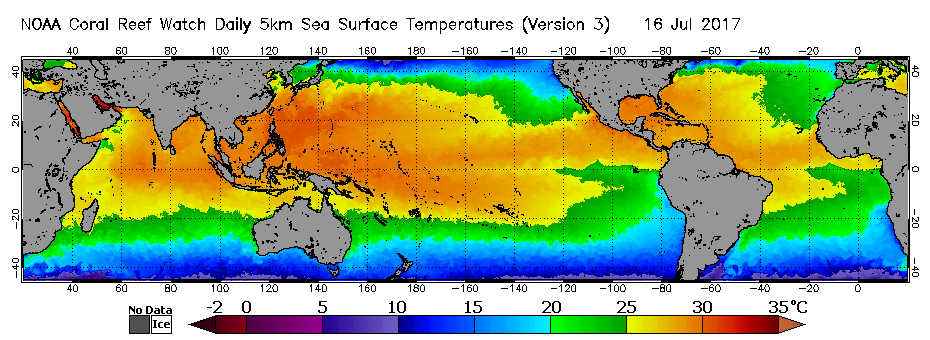 NOAA Coral Reef Watch Daily 5km Sea Surface Temperatures (Version 3) 16 Jul 2017
40 60 80 100 120 140 160 180 -160 -140 -120 -100 -80 -60 -40 -20 0
40 40
20 20
0 0
-20 -20
-40 -40
40 60 80 100 120 140 160 180 -160 -140 -120 -100 -80 -60 -40 -20 0
No Data
Ice
-2 0 5 10 15 20 25 30 35°C